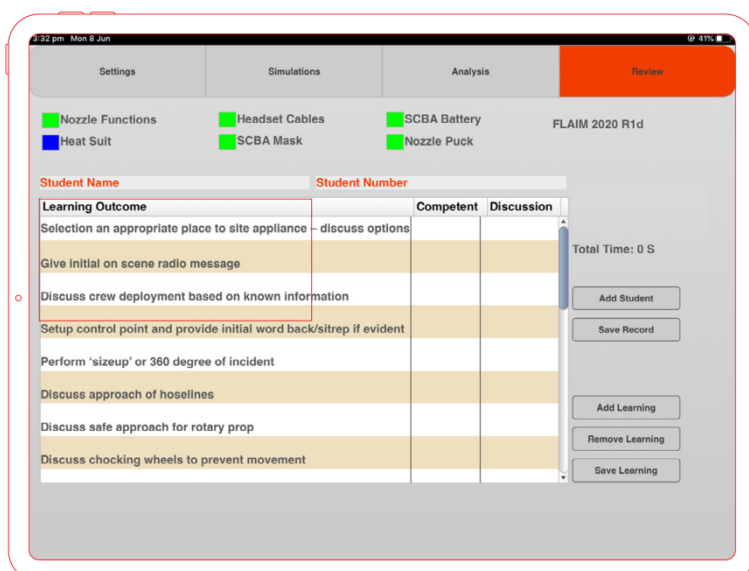 3:32 pm Mon 8 Jun 41%
Settings Simulations Analysis Review
Nozzle Functions Headset Cables SCBA Battery
FLAIM 2020 R1d
Heat Suit SCBA Mask Nozzle Puck
Student Name Student Number
Learning Outcome Competent Discussion
Selection an appropriate place to site appliance – discuss options
Total Time: 0 S
Give initial on scene radio message
Discuss crew deployment based on known information
Add Student
Setup control point and provide initial word back/sitrep if evident
Save Record
Perform ‘sizeup’ or 360 degree of incident
Discuss approach of hoselines
Add Learning
Discuss safe approach for rotary prop
Remove Learning
Discuss chocking wheels to prevent movement
Save Learning